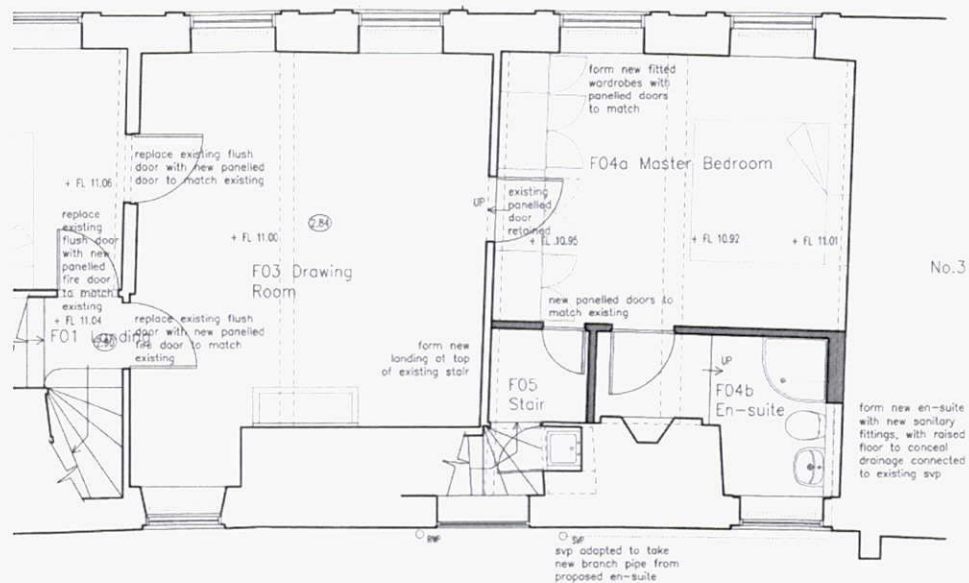 form new fitted
wardrobes with
panelled doors
to match
F04a Master Bedroom
replace existing flush
door with new panelled
door to match existing
+ FL 11.06
replace
existing
flush door
with new
panelled
fire door
to match
existing
2.84
+ FL 11.00
F03 Drawing
Room
UP
existing
panelled
door
retained
+ FL 10.95
+ FL 10.92
+ FL 11.01
No.3
new panelled doors to
match existing
+ FL 11.04
F01 Landing
replace existing flush
door with new panelled
fire door to match
existing
form new
landing at top
of existing stair
F05
Stair
UP
F04b
En-suite
form new en-suite
with new sanitary
fittings, with raised
floor to conceal
drainage connected
to existing svp
RWP
SVP
svp adapted to take
new branch pipe from
proposed en-suite